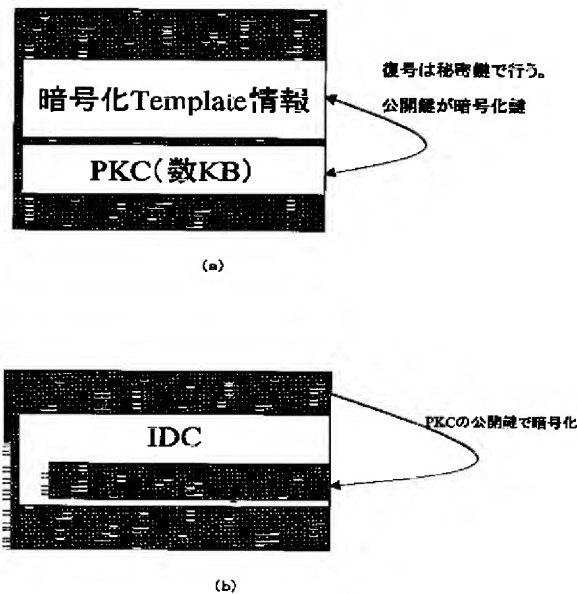 復号は秘密鍵で行う。
公開鍵が暗号化鍵
暗号化Template情報
PKC(数KB)
(a)
IDC
PKCの公開鍵で暗号化
(b)